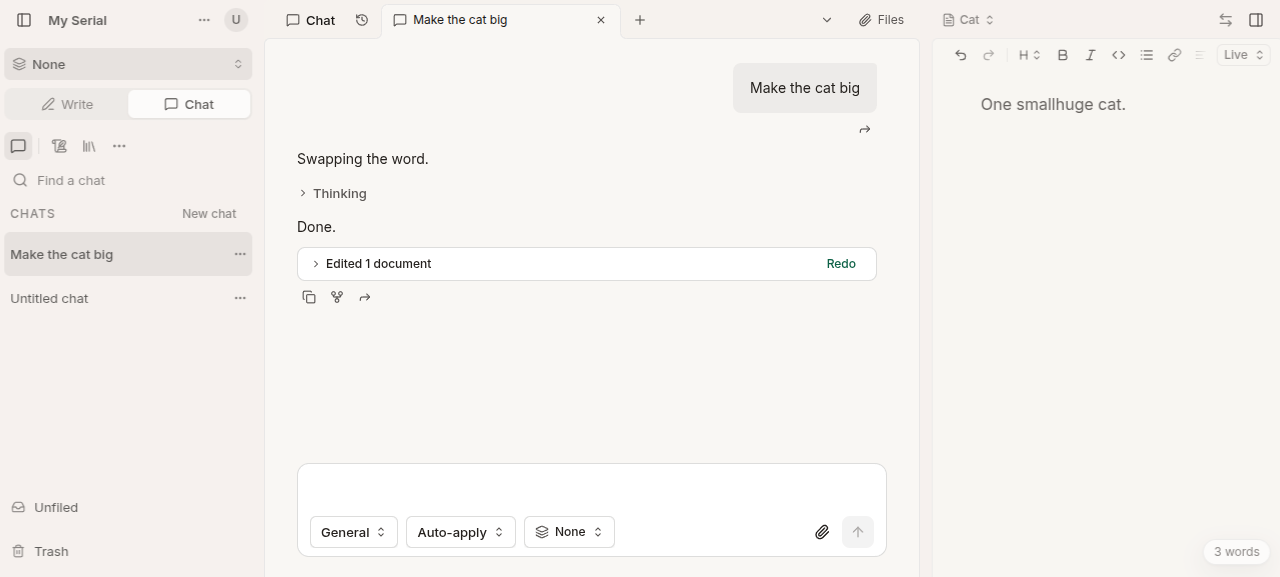 My Serial
U
Chat
Make the cat big
Files
Cat
None
Write
Chat
H
B
I
Live
Find a chat
CHATS
New chat
Make the cat big
Untitled chat
Unfiled
Trash
Make the cat big
Swapping the word.
Thinking
Done.
Edited 1 document
Redo
General
Auto-apply
None
One smallhuge cat.
3 words